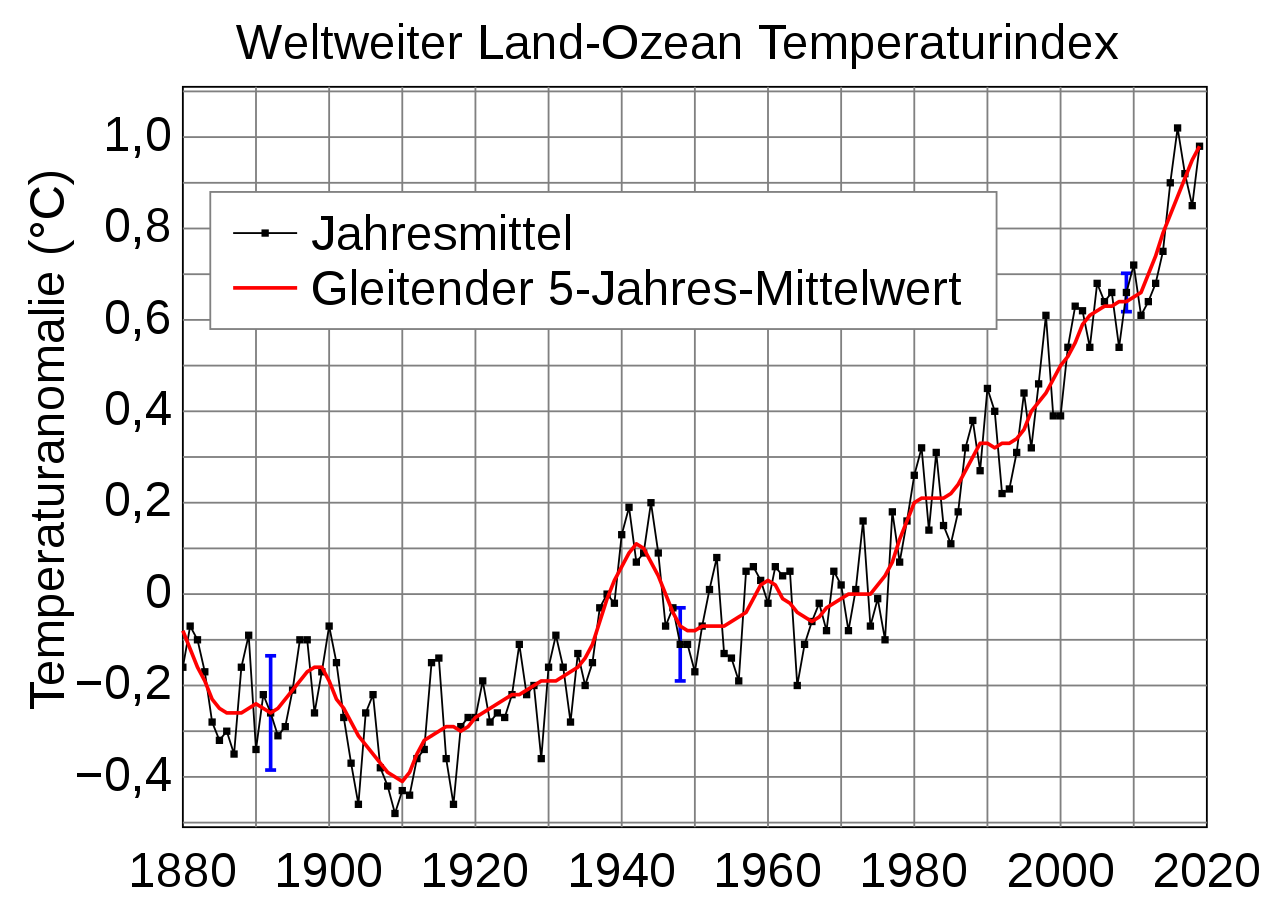 Weltweiter Land-Ozean Temperaturindex
Temperaturanomalie (°C)
1,0
0,8
0,6
0,4
0,2
0
−0,2
−0,4
Jahresmittel
Gleitender 5-Jahres-Mittelwert
1880 1900 1920 1940 1960 1980 2000 2020